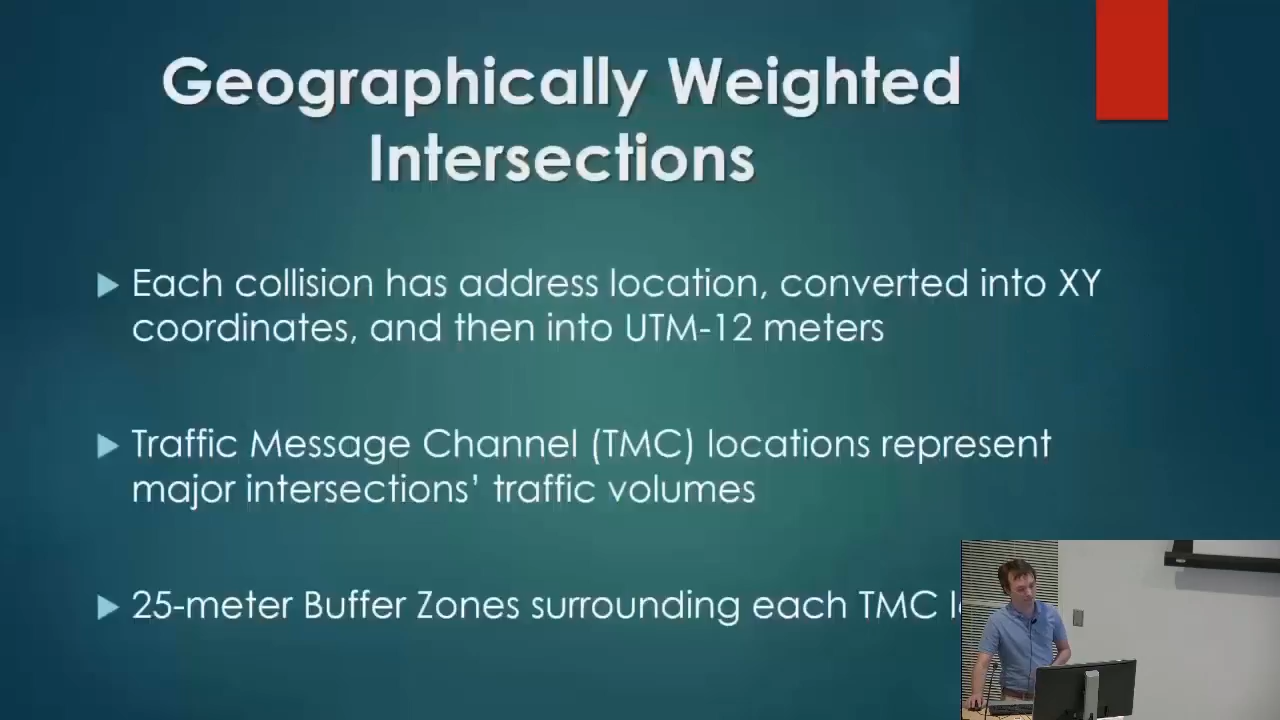 Geographically Weighted
Intersections
Each collision has address location, converted into XY
coordinates, and then into UTM-12 meters
Traffic Message Channel (TMC) locations represent
major intersections’ traffic volumes
25-meter Buffer Zones surrounding each TMC